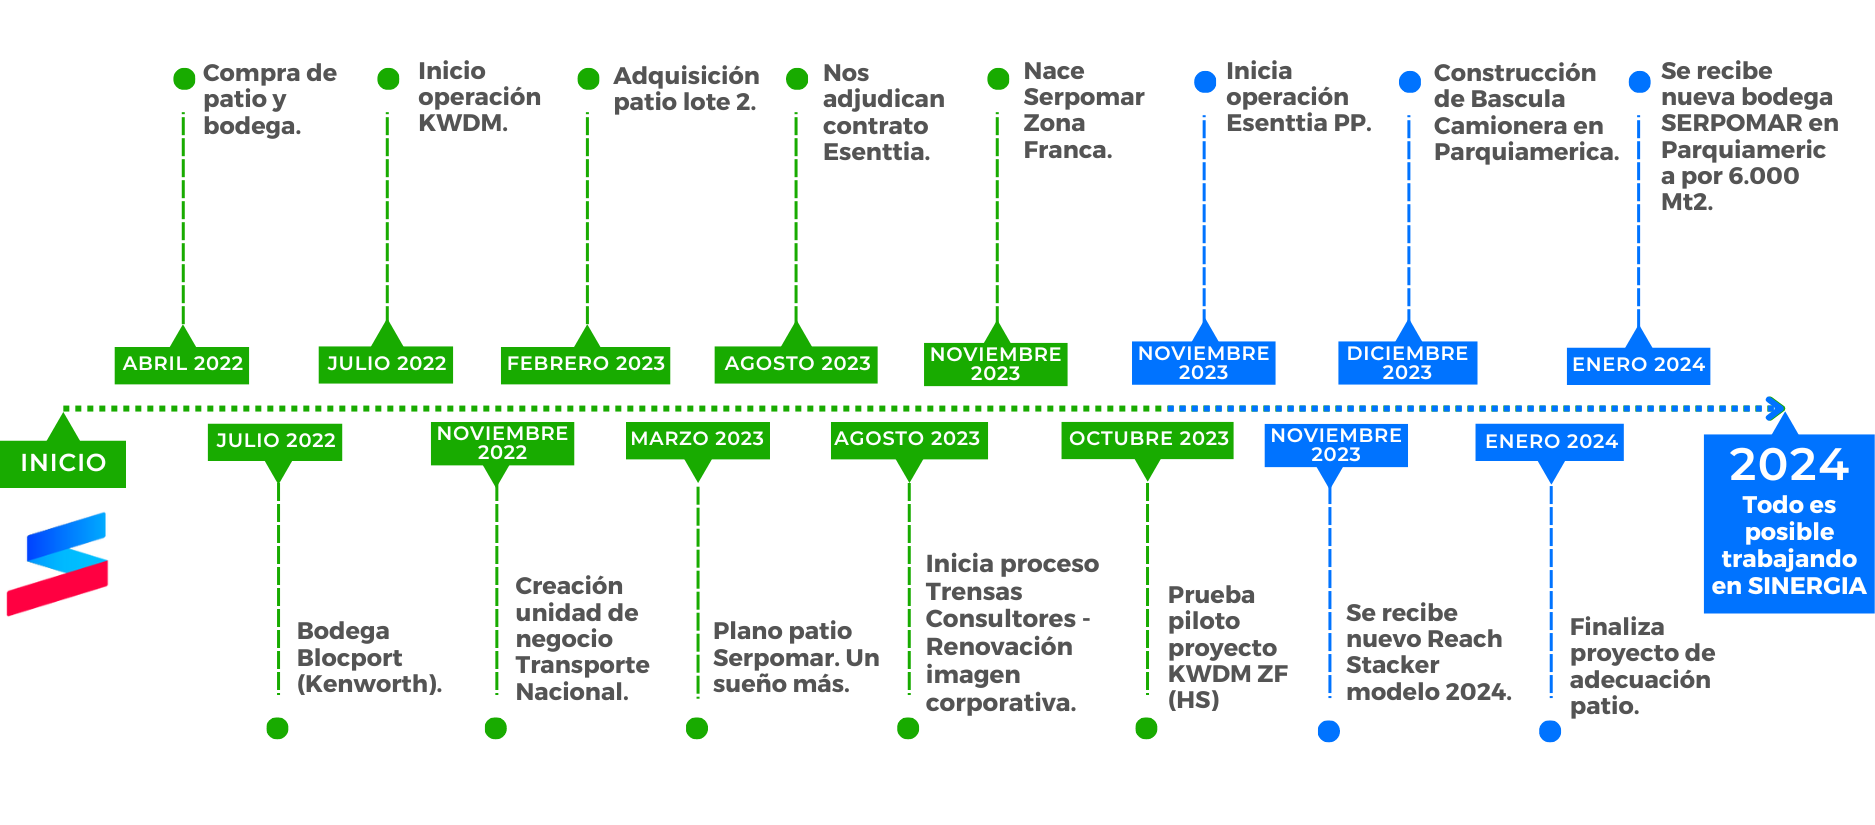 Compra de
patio y
bodega.
Inicio
operación
KWDM.
Adquisición
patio lote 2.
Nos
adjudican
contrato
Esenttia.
Nace
Serpomar
Zona
Franca.
Inicia
operación
Esenttia PP.
Construcción
de Bascula
Camionera en
Parquiamerica.
Se recibe
nueva bodega
SERPOMAR en
Parquiameric
a por 6.000
Mt2.
ABRIL 2022
JULIO 2022
FEBRERO 2023
AGOSTO 2023
NOVIEMBRE
2023
NOVIEMBRE
2023
DICIEMBRE
2023
ENERO 2024
INICIO
JULIO 2022
NOVIEMBRE
2022
MARZO 2023
AGOSTO 2023
OCTUBRE 2023
NOVIEMBRE
2023
ENERO 2024
2024
Todo es
posible
trabajando
en SINERGIA
Bodega
Blocport
(Kenworth).
Creación
unidad de
negocio
Transporte
Nacional.
Plano patio
Serpomar. Un
sueño más.
Inicia proceso
Trensas
Consultores -
Renovación
imagen
corporativa.
Prueba
piloto
proyecto
KWDM ZF
(HS)
Se recibe
nuevo Reach
Stacker
modelo 2024.
Finaliza
proyecto de
adecuación
patio.